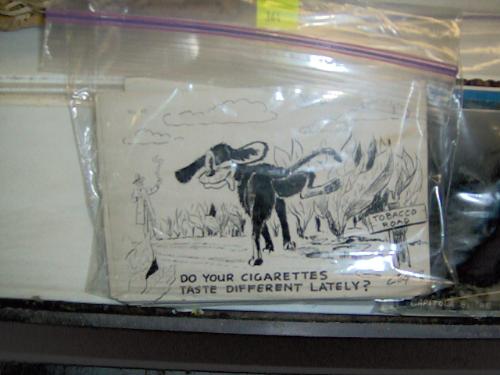 TOBACCO
ROAD
DO YOUR CIGARETTES
TASTE DIFFERENT LATELY?